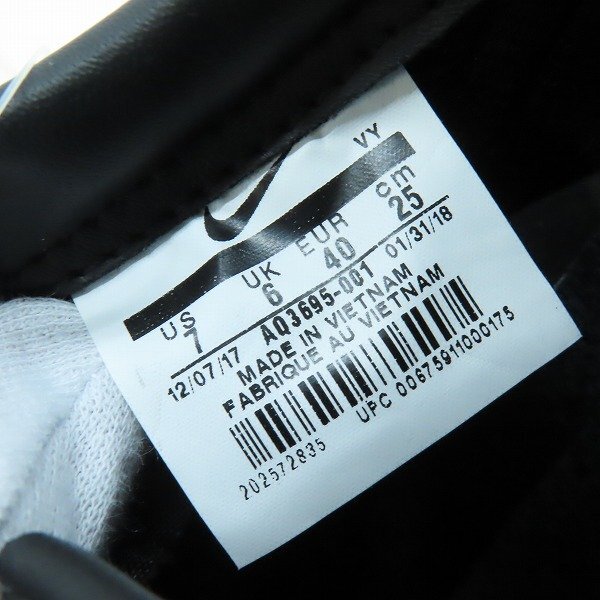 VY
US UK EUR cm
7 6 40 25
12/07/17 AQ3695-001 01/31/18
MADE IN VIETNAM
FABRIQUE AU VIETNAM
202572835 UPC 00675911000175